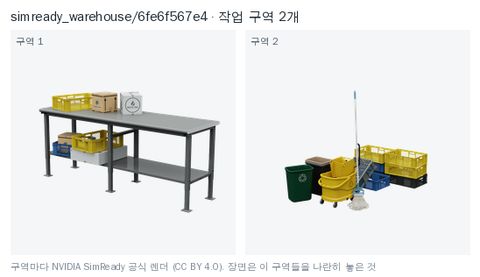 simready_warehouse/6fe6f567e4 · 작업 구역 2개
구역 1
구역 2
구역마다 NVIDIA SimReady 공식 렌더 (CC BY 4.0). 장면은 이 구역들을 나란히 놓은 것